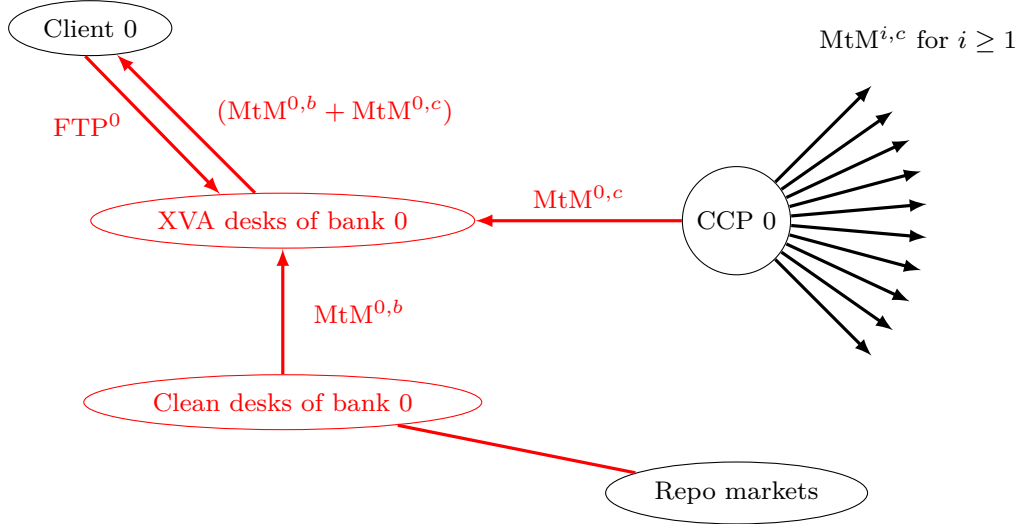 Client 0
MtM^{i,c} for i ≥ 1
FTP^0
(MtM^{0,b} + MtM^{0,c})
XVA desks of bank 0
MtM^{0,c}
CCP 0
MtM^{0,b}
Clean desks of bank 0
Repo markets